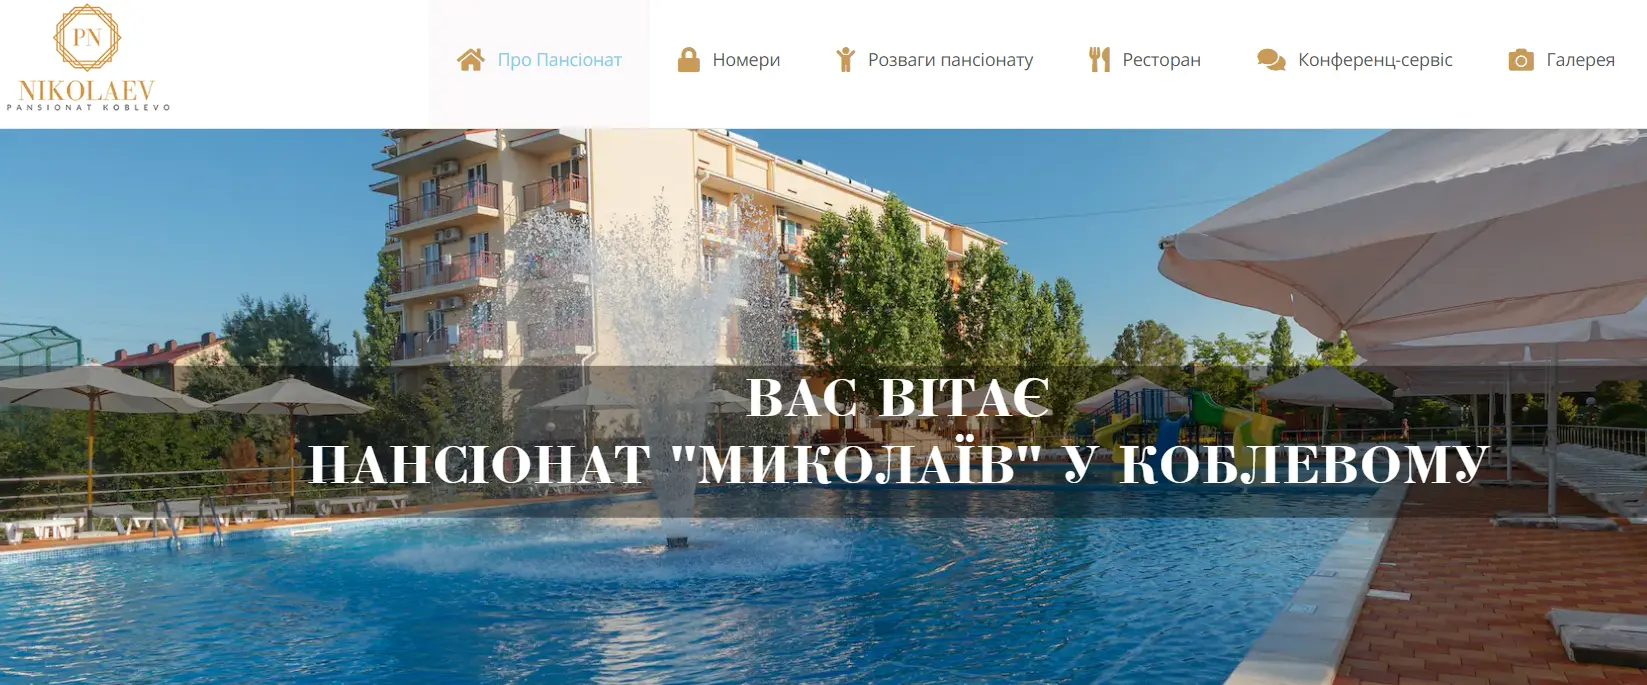 PN
NIKOLAEV
PANSIONAT KOBLEVO
Про Пансіонат
Номери
Розваги пансіонату
Ресторан
Конференц-сервіс
Галерея
ВАС ВІТАЄ
ПАНСІОНАТ "МИКОЛАЇВ" У КОБЛЕВОМУ